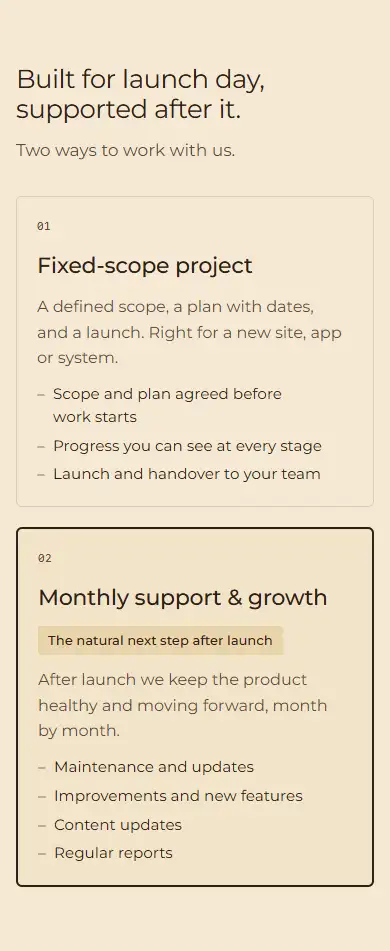 Built for launch day,
supported after it.
Two ways to work with us.
01
Fixed-scope project
A defined scope, a plan with dates,
and a launch. Right for a new site, app
or system.
– Scope and plan agreed before
work starts
– Progress you can see at every stage
– Launch and handover to your team
02
Monthly support & growth
The natural next step after launch
After launch we keep the product
healthy and moving forward, month
by month.
– Maintenance and updates
– Improvements and new features
– Content updates
– Regular reports